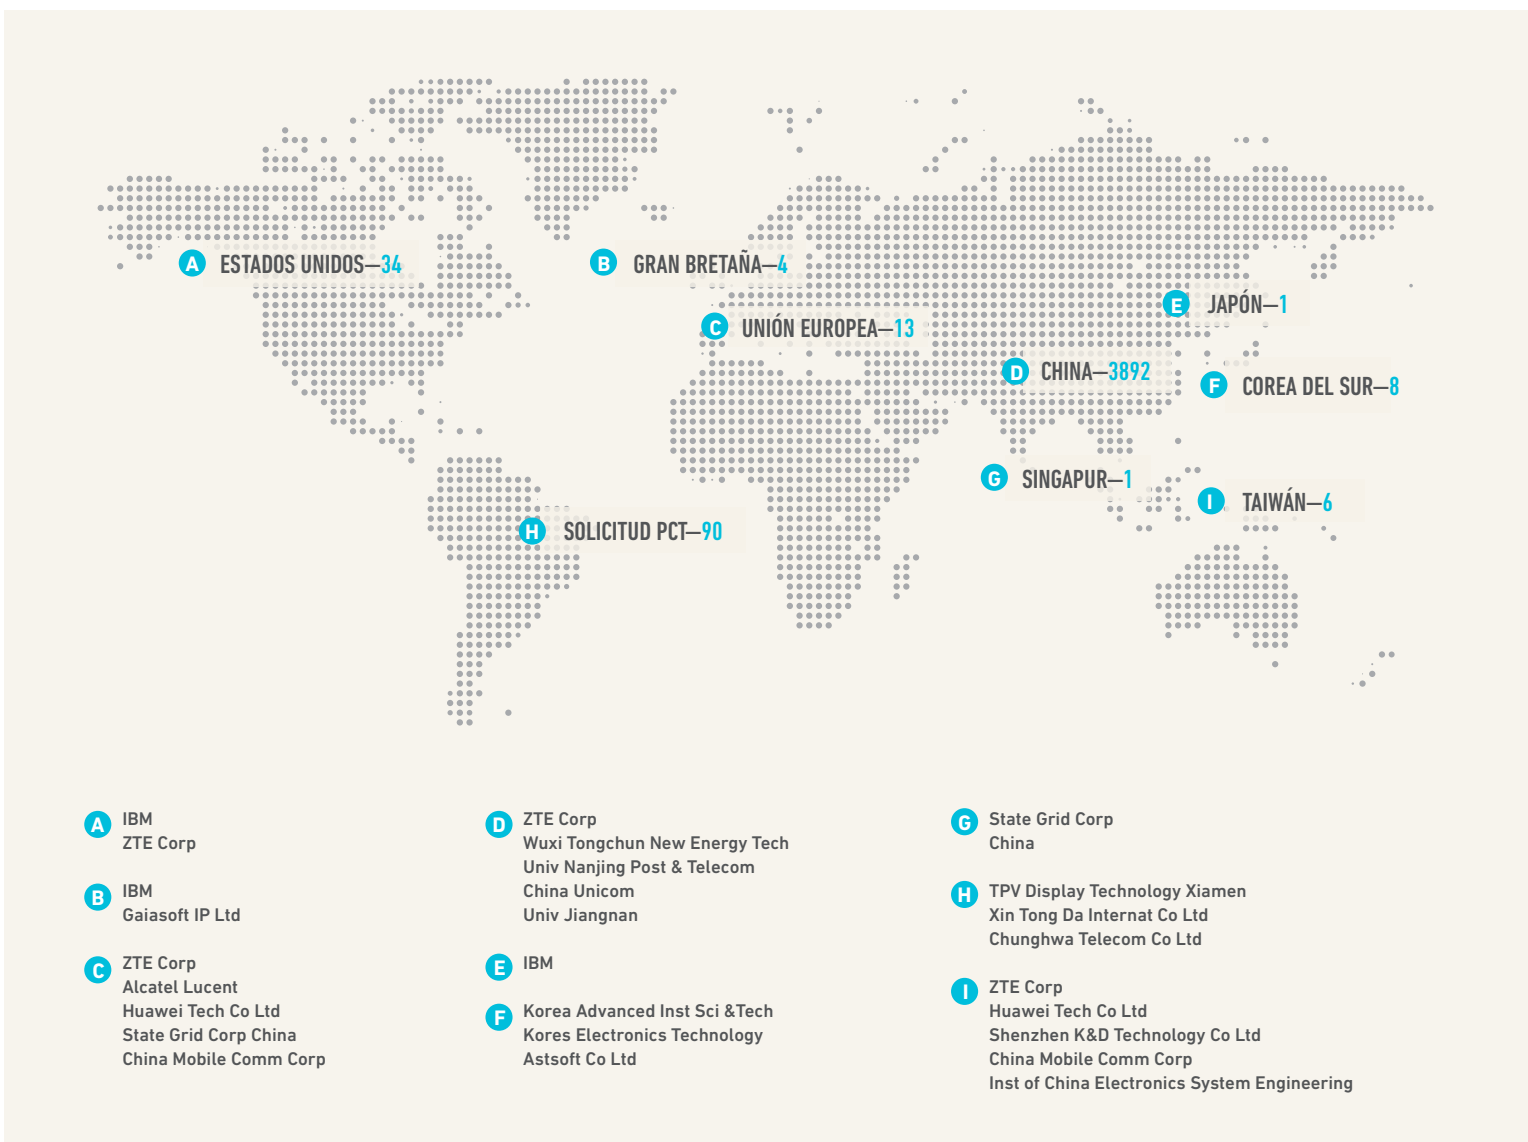 A ESTADOS UNIDOS—34
B GRAN BRETAÑA—4
E JAPÓN—1
C UNIÓN EUROPEA—13
D CHINA—3892
F COREA DEL SUR—8
G SINGAPUR—1
I TAIWÁN—6
H SOLICITUD PCT—90
A IBM
ZTE Corp
B IBM
Gaiasoft IP Ltd
C ZTE Corp
Alcatel Lucent
Huawei Tech Co Ltd
State Grid Corp China
China Mobile Comm Corp
D ZTE Corp
Wuxi Tongchun New Energy Tech
Univ Nanjing Post & Telecom
China Unicom
Univ Jiangnan
E IBM
F Korea Advanced Inst Sci &Tech
Kores Electronics Technology
Astsoft Co Ltd
G State Grid Corp
China
H TPV Display Technology Xiamen
Xin Tong Da Internat Co Ltd
Chunghwa Telecom Co Ltd
I ZTE Corp
Huawei Tech Co Ltd
Shenzhen K&D Technology Co Ltd
China Mobile Comm Corp
Inst of China Electronics System Engineering